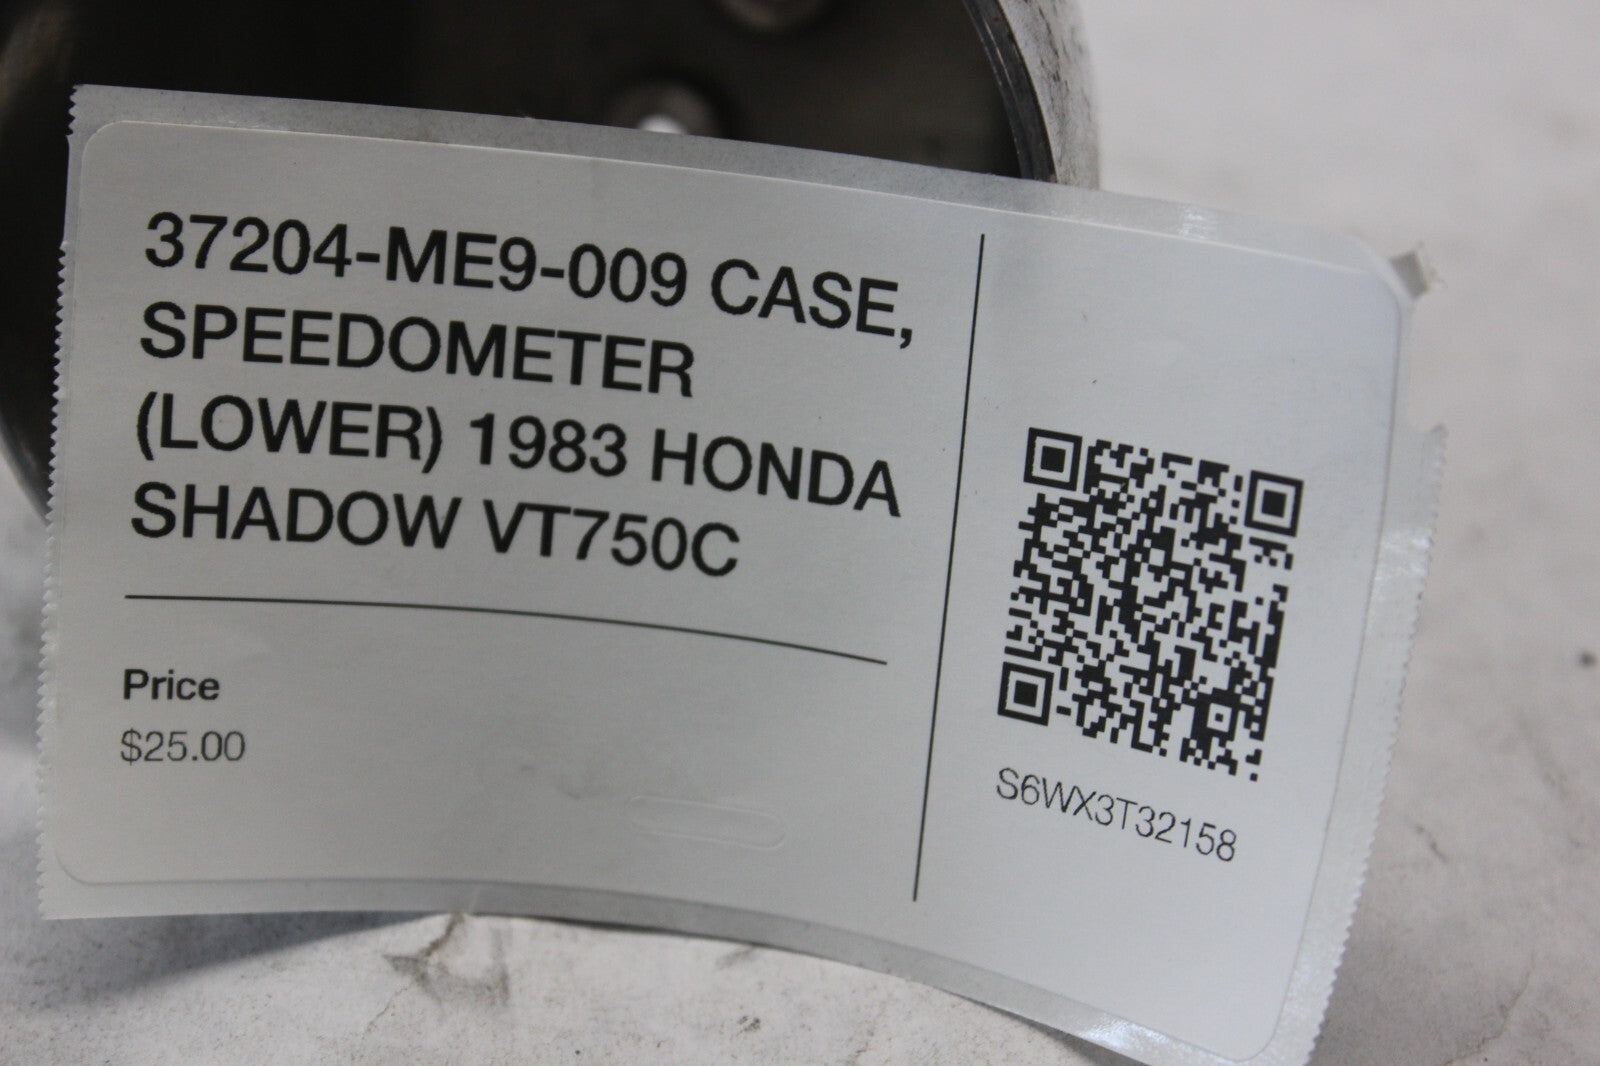 37204-ME9-009 CASE,
SPEEDOMETER
(LOWER) 1983 HONDA
SHADOW VT750C
Price
$25.00
S6WX3T32158